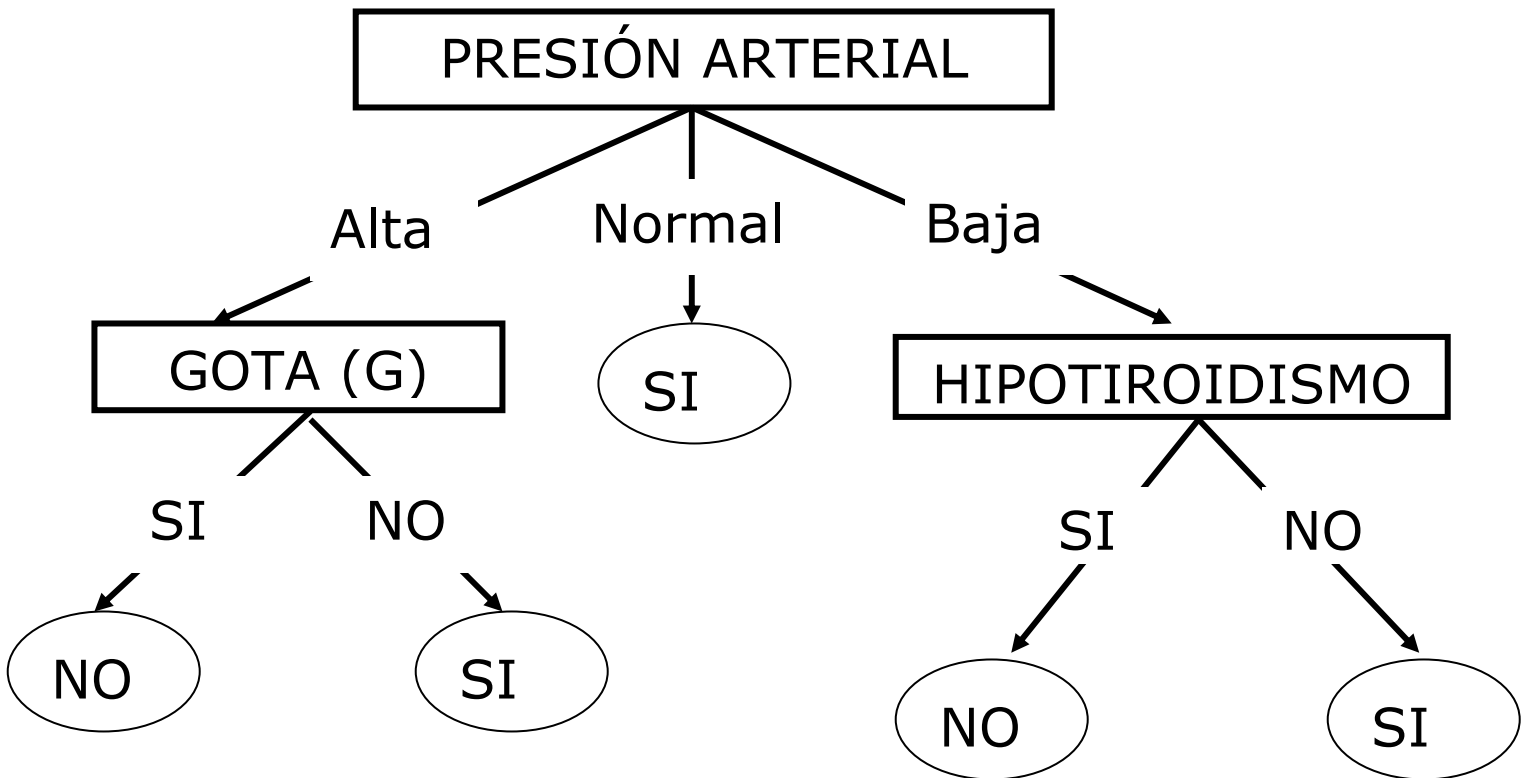 PRESIÓN ARTERIAL
Alta
Normal
Baja
GOTA (G)
SI
HIPOTIROIDISMO
SI
NO
SI
NO
NO
SI
NO
SI